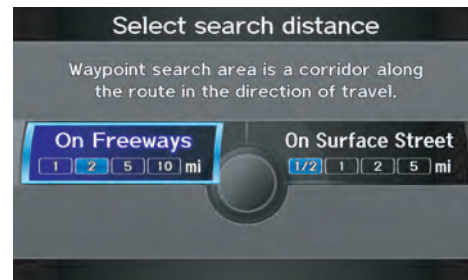 Select search distance
Waypoint search area is a corridor along
the route in the direction of travel.
On Freeways
1 2 5 10 mi
On Surface Street
1/2 1 2 5 mi